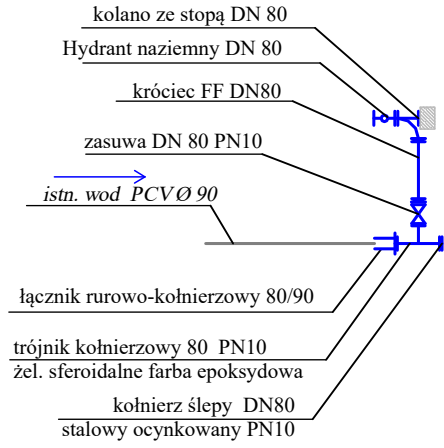 kolano ze stopą DN 80
Hydrant naziemny DN 80
króciec FF DN80
zasuwa DN 80 PN10
istn. wod PCVØ 90
łącznik rurowo-kołnierzowy 80/90
trójnik kołnierzowy 80 PN10
żel. sferoidalne farba epoksydowa
kołnierz ślepy DN80
stalowy ocynkowany PN10